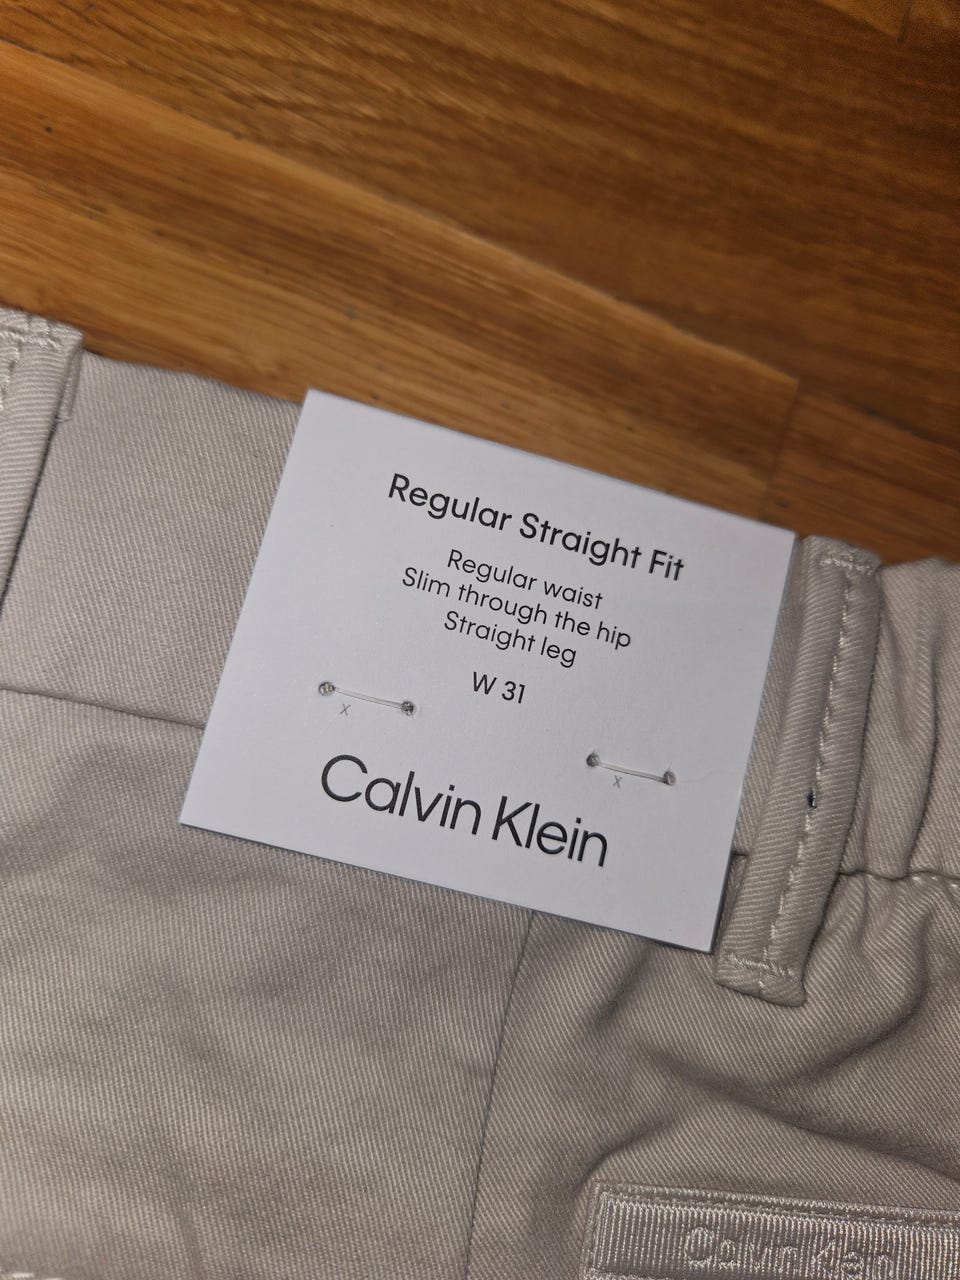 Regular Straight Fit
Regular waist
Slim through the hip
Straight leg
W 31
x
x
Calvin Klein
Calvin Klein